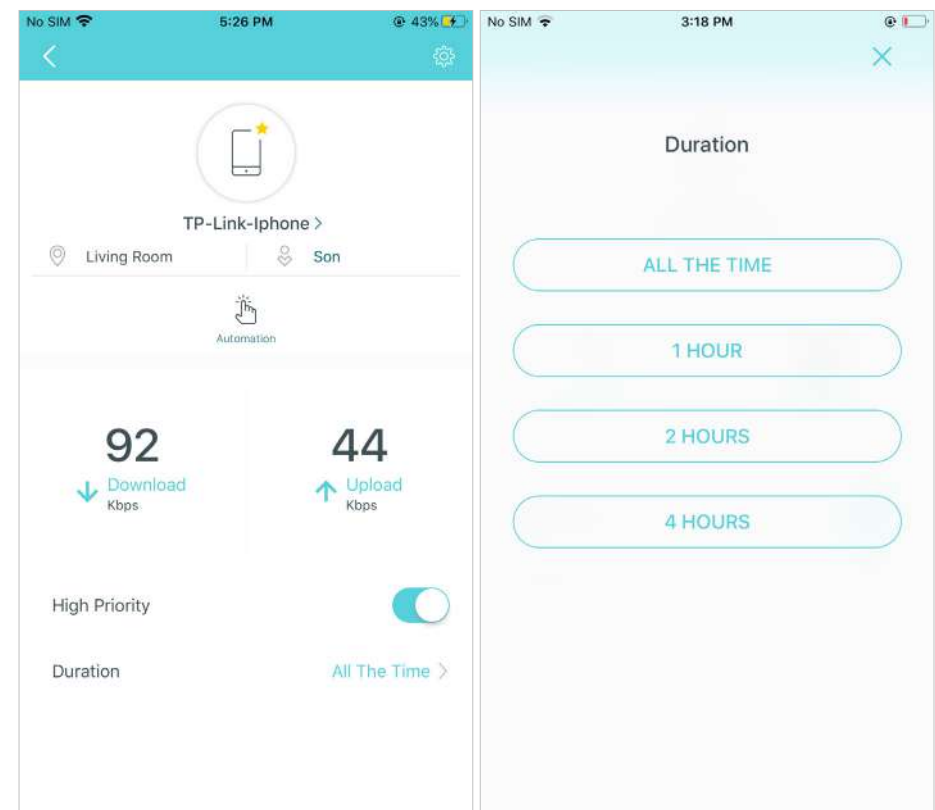 No SIM 5:26 PM 43%
TP-Link-Iphone >
Living Room Son
Automation
92 44
Download Upload
Kbps Kbps
High Priority
Duration All The Time >
No SIM 3:18 PM
Duration
ALL THE TIME
1 HOUR
2 HOURS
4 HOURS